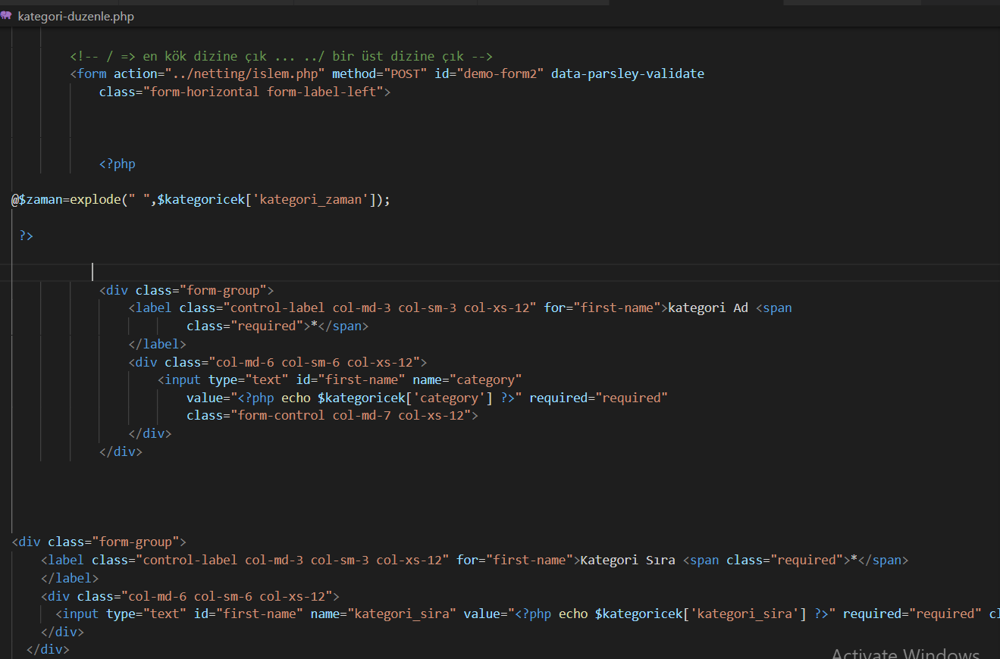 kategori-duzenle.php
<!-- / => en kök dizine çık ... ../ bir üst dizine çık -->
<form action="../netting/islem.php" method="POST" id="demo-form2" data-parsley-validate
class="form-horizontal form-label-left">
<?php
@$zaman=explode(" ",$kategoricek['kategori_zaman']);
?>
<div class="form-group">
<label class="control-label col-md-3 col-sm-3 col-xs-12" for="first-name">kategori Ad <span
class="required">*</span>
</label>
<div class="col-md-6 col-sm-6 col-xs-12">
<input type="text" id="first-name" name="category"
value="<?php echo $kategoricek['category'] ?>" required="required"
class="form-control col-md-7 col-xs-12">
</div>
</div>
<div class="form-group">
<label class="control-label col-md-3 col-sm-3 col-xs-12" for="first-name">Kategori Sıra <span class="required">*</span>
</label>
<div class="col-md-6 col-sm-6 col-xs-12">
<input type="text" id="first-name" name="kategori_sira" value="<?php echo $kategoricek['kategori_sira'] ?>" required="required" cl
</div>
</div>
Activate Windows